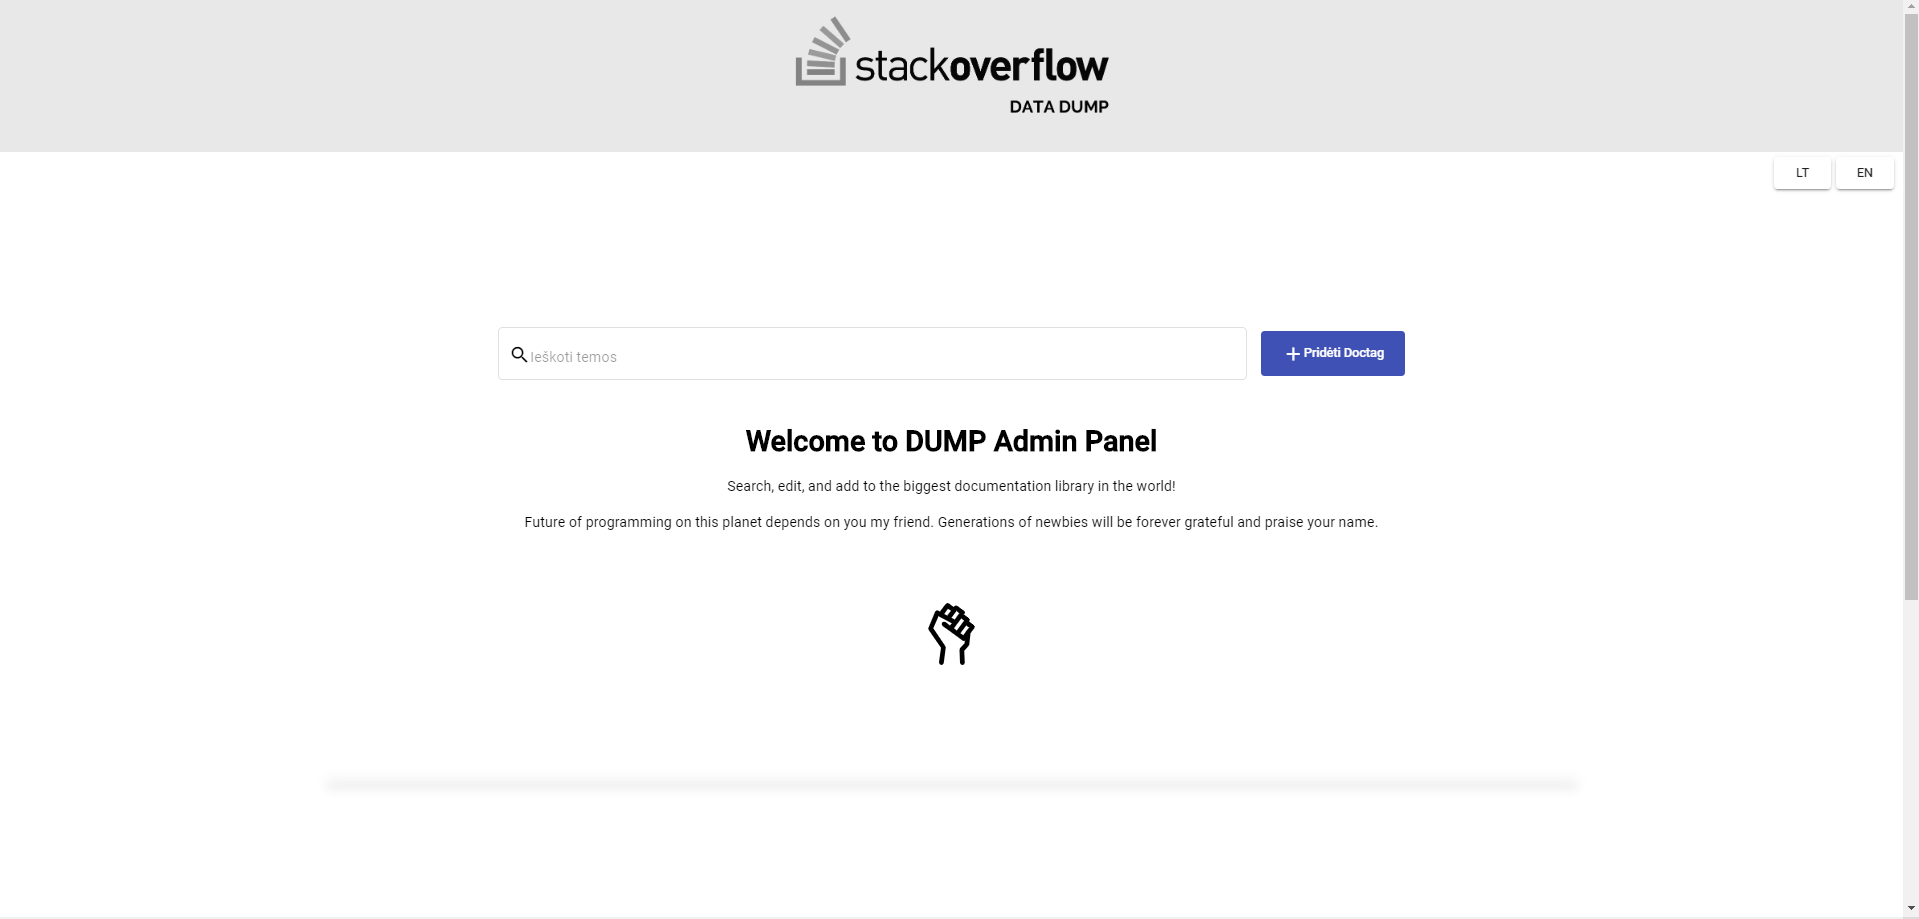 stackoverflow
DATA DUMP
LT EN
Ieškoti temos
Pridėti Doctag
Welcome to DUMP Admin Panel
Search, edit, and add to the biggest documentation library in the world!
Future of programming on this planet depends on you my friend. Generations of newbies will be forever grateful and praise your name.